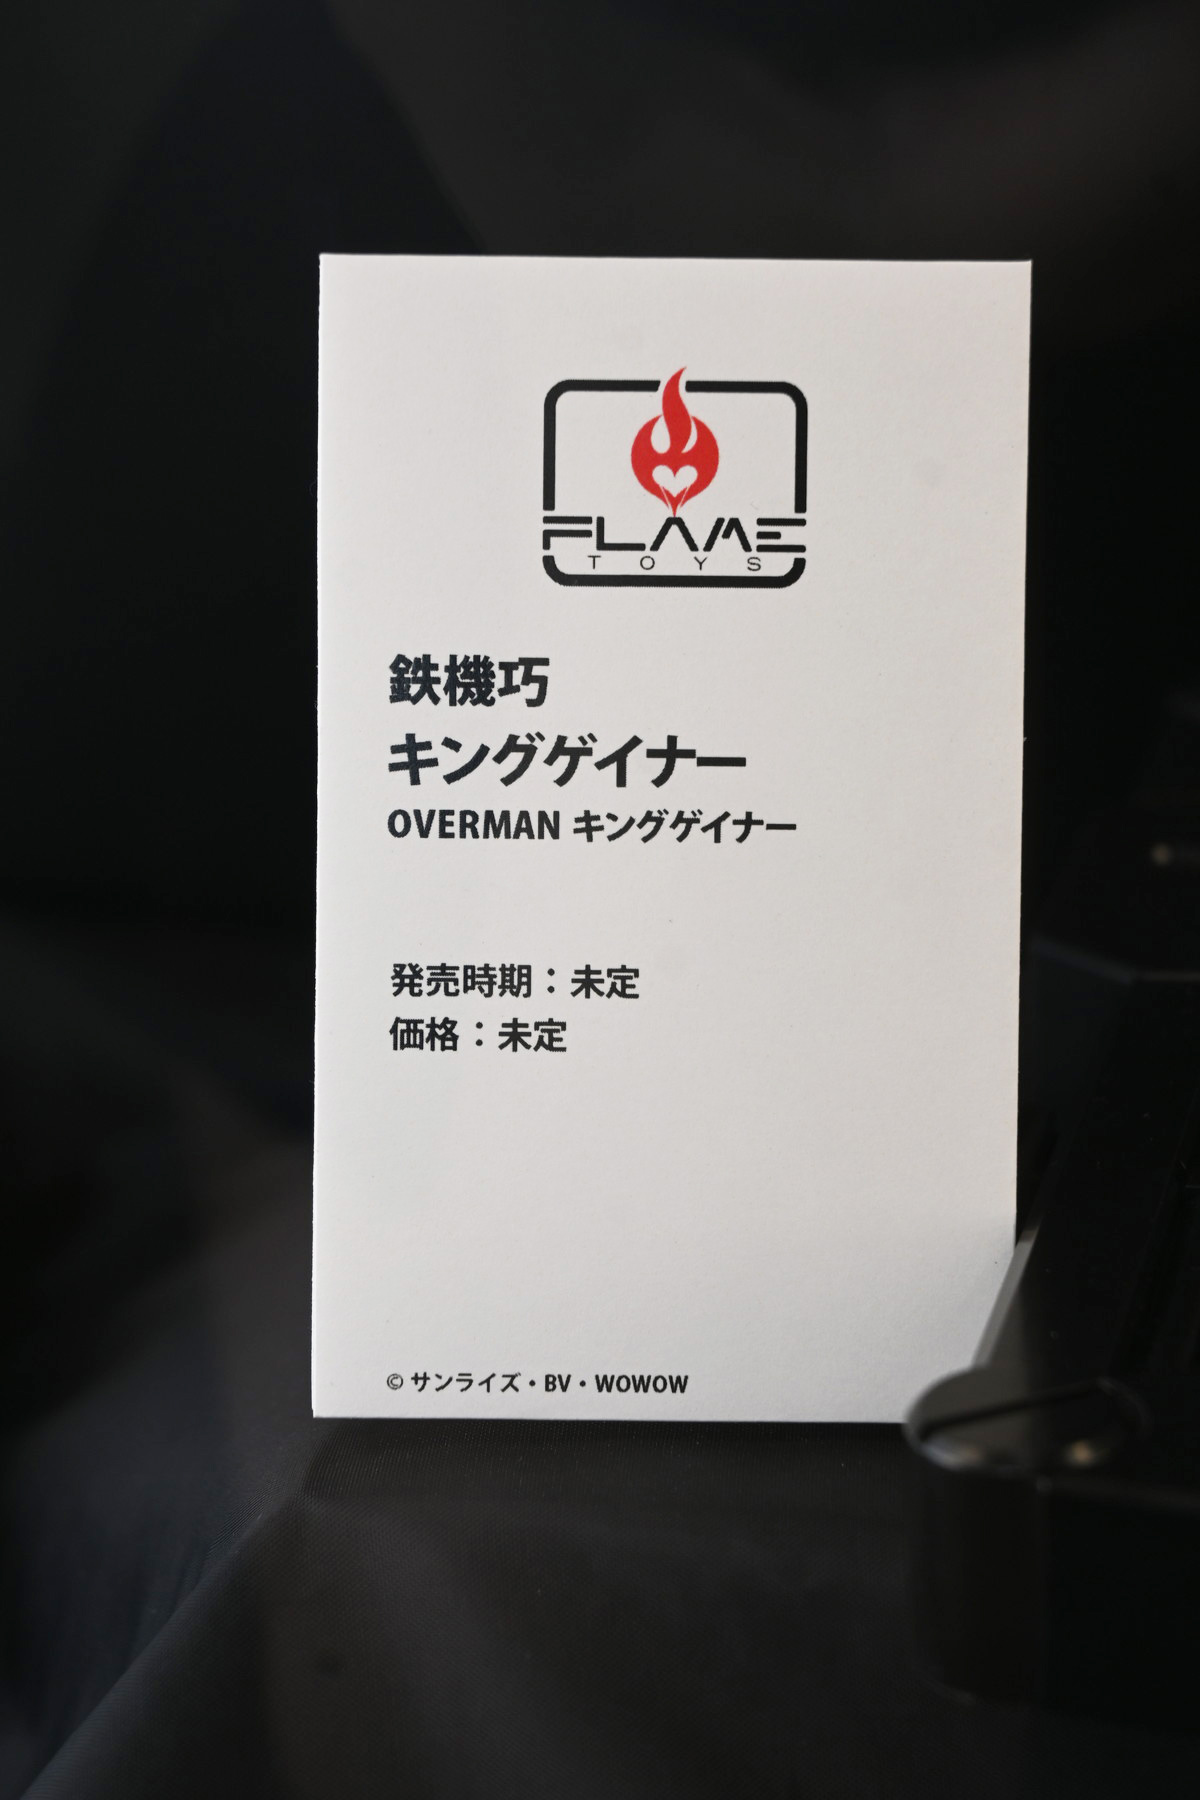 FLAME
TOYS
鉄機巧
キングゲイナー
OVERMAN キングゲイナー
発売時期：未定
価格：未定
© サンライズ・BV・WOWOW